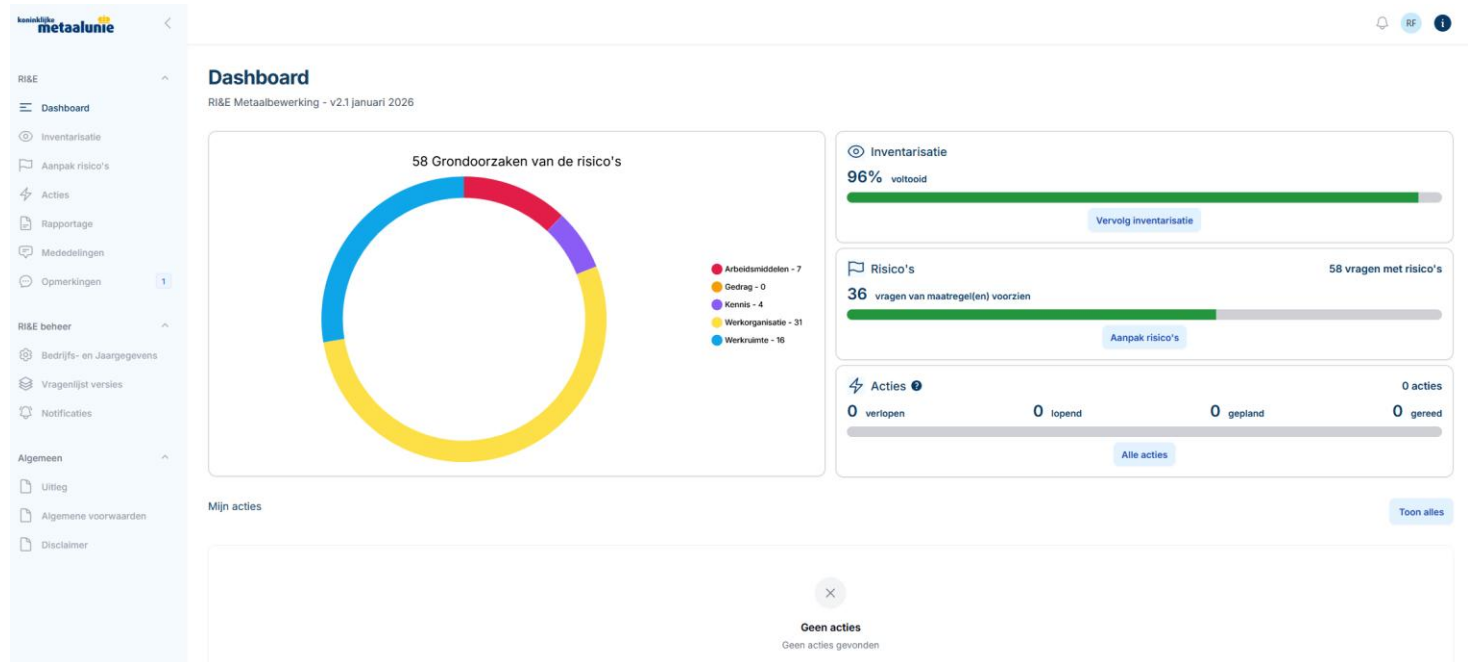 koninklijke
metaalunie
RF
i
RI&E
Dashboard
Inventarisatie
Aanpak risico's
Acties
Rapportage
Mededelingen
Opmerkingen 1
RI&E beheer
Bedrijfs- en Jaargegevens
Vragenlijst versies
Notificaties
Algemeen
Uitleg
Algemene voorwaarden
Disclaimer
Dashboard
RI&E Metaalbewerking - v2.1 januari 2026
58 Grondoorzaken van de risico's
Arbeidsmiddelen - 7
Gedrag - 0
Kennis - 4
Werkorganisatie - 31
Werkruimte - 16
Inventarisatie
96% voltooid
Vervolg inventarisatie
Risico's 58 vragen met risico's
36 vragen van maatregel(en) voorzien
Aanpak risico's
Acties ? 0 acties
0 verlopen 0 lopend 0 gepland 0 gereed
Alle acties
Mijn acties
Toon alles
Geen acties
Geen acties gevonden